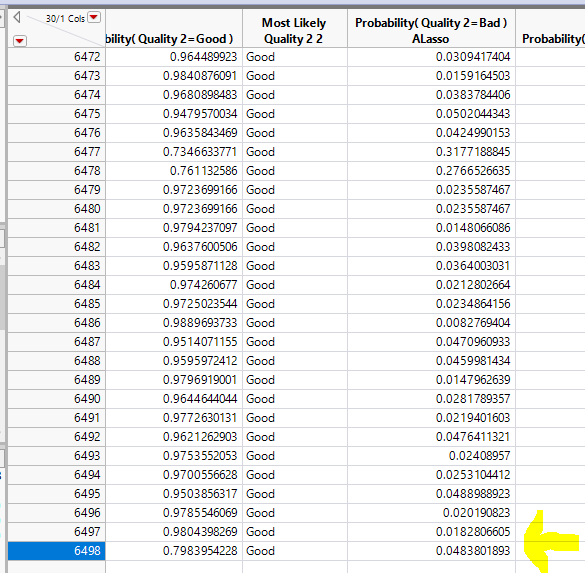 30/1 Cols
bility( Quality 2=Good ) Most Likely Quality 2 2 Probability( Quality 2=Bad ) ALasso Probability(
6472 0.964489923 Good 0.0309417404
6473 0.9840876091 Good 0.0159164503
6474 0.9680898483 Good 0.0383784406
6475 0.9479570034 Good 0.0502044343
6476 0.9635843469 Good 0.0424990153
6477 0.7346633771 Good 0.3177188845
6478 0.761132586 Good 0.2766526635
6479 0.9723699166 Good 0.0235587467
6480 0.9723699166 Good 0.0235587467
6481 0.9794237097 Good 0.0148066086
6482 0.9637600506 Good 0.0398082433
6483 0.9595871128 Good 0.0364003031
6484 0.974260677 Good 0.0212802664
6485 0.9725023544 Good 0.0234864156
6486 0.9889693733 Good 0.0082769404
6487 0.9514071155 Good 0.0470960933
6488 0.9595972412 Good 0.0459981434
6489 0.9796919001 Good 0.0147962639
6490 0.9644644044 Good 0.0281789357
6491 0.9772630131 Good 0.0219401603
6492 0.9621262903 Good 0.0476411321
6493 0.9753552053 Good 0.02408957
6494 0.9700556628 Good 0.0253104412
6495 0.9503856317 Good 0.0488988923
6496 0.9785546069 Good 0.020190823
6497 0.9804398269 Good 0.0182806605
6498 0.7983954228 Good 0.0483801893